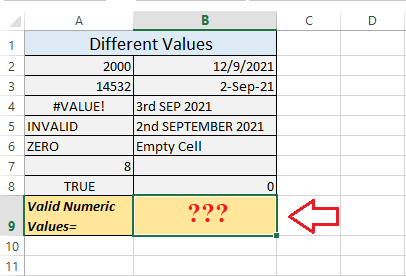 A B C D
1 Different Values
2 2000 12/9/2021
3 14532 2-Sep-21
4 #VALUE! 3rd SEP 2021
5 INVALID 2nd SEPTEMBER 2021
6 ZERO Empty Cell
7 8
8 TRUE 0
Valid Numeric
9 Values= ???
10
11